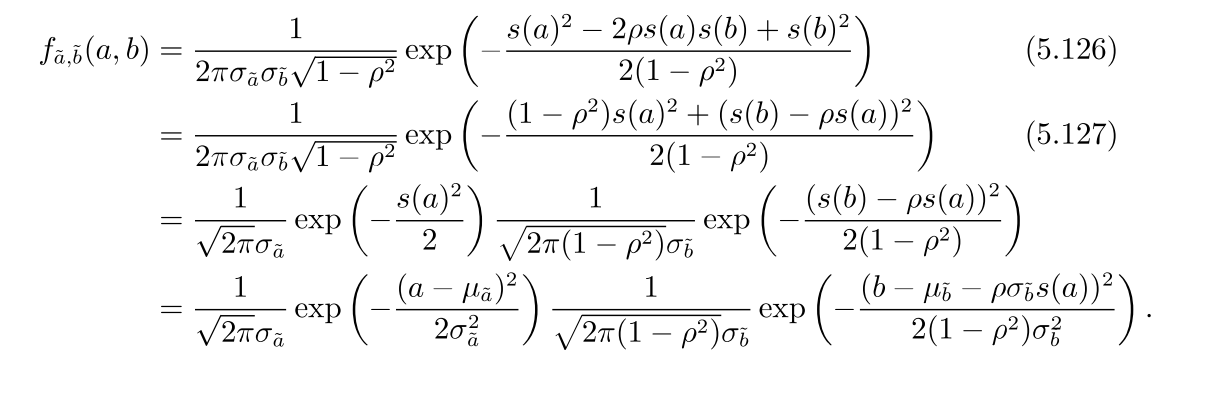 f_{\tilde{a},\tilde{b}}(a, b) = \frac{1}{2\pi\sigma_{\tilde{a}}\sigma_{\tilde{b}}\sqrt{1-\rho^2}} \exp\left(-\frac{s(a)^2 - 2\rho s(a)s(b) + s(b)^2}{2(1-\rho^2)}\right) (5.126)
= \frac{1}{2\pi\sigma_{\tilde{a}}\sigma_{\tilde{b}}\sqrt{1-\rho^2}} \exp\left(-\frac{(1-\rho^2)s(a)^2 + (s(b) - \rho s(a))^2}{2(1-\rho^2)}\right) (5.127)
= \frac{1}{\sqrt{2\pi}\sigma_{\tilde{a}}} \exp\left(-\frac{s(a)^2}{2}\right) \frac{1}{\sqrt{2\pi(1-\rho^2)}\sigma_{\tilde{b}}} \exp\left(-\frac{(s(b) - \rho s(a))^2}{2(1-\rho^2)}\right)
= \frac{1}{\sqrt{2\pi}\sigma_{\tilde{a}}} \exp\left(-\frac{(a - \mu_{\tilde{a}})^2}{2\sigma_{\tilde{a}}^2}\right) \frac{1}{\sqrt{2\pi(1-\rho^2)}\sigma_{\tilde{b}}} \exp\left(-\frac{(b - \mu_{\tilde{b}} - \rho\sigma_{\tilde{b}}s(a))^2}{2(1-\rho^2)\sigma_{\tilde{b}}^2}\right).